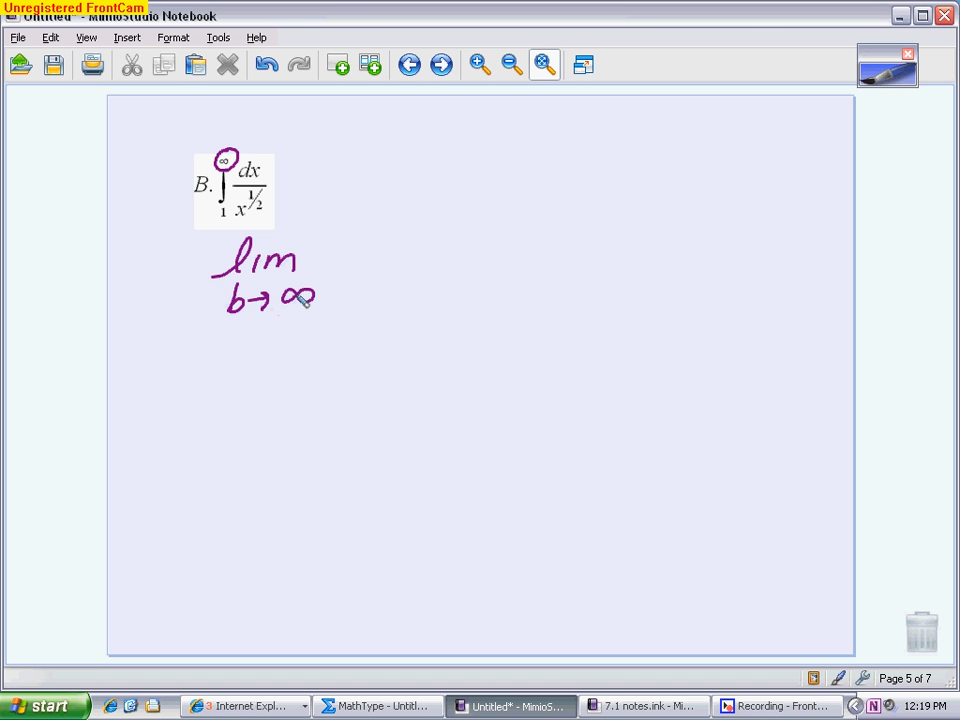 Unregistered FrontCam
Untitled* - MimioStudio Notebook
File Edit View Insert Format Tools Help
B. ∫₁^∞ dx / x^(1/2)
lim
b→∞
Page 5 of 7
start 3 Internet Expl... MathType - Untitl... Untitled* - MimioS... 7.1 notes.ink - Mi... Recording - Front... 12:19 PM